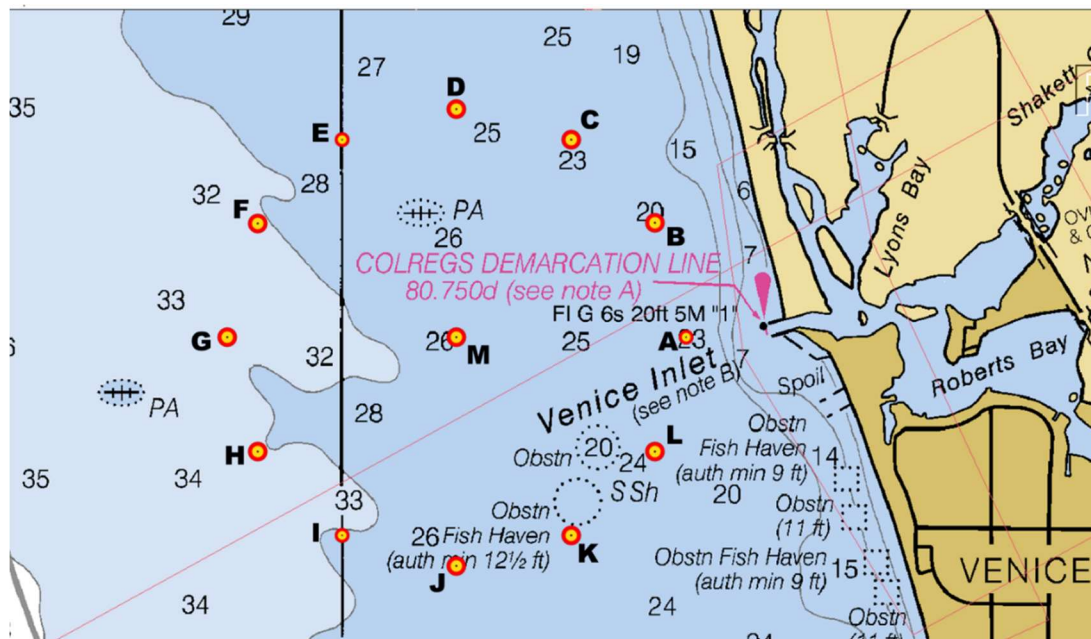 29
25
19
27
35
D
25
E
C
23
15
28
32
F
PA
26
20
B
6
7
Lyons Bay
Shakett
COLREGS DEMARCATION LINE
80.750d (see note A)
Fl G 6s 20ft 5M "1"
33
G
32
26
M
25
A
23
7
Venice Inlet
(see note B)
Spoil
Roberts Bay
PA
28
H
35
34
33
Obstn
20
24
L
S Sh
20
Obstn
Fish Haven
(auth min 9 ft)
14
Obstn
(11 ft)
I
26
Obstn
Fish Haven
(auth min 12½ ft)
J
K
Obstn Fish Haven
(auth min 9 ft)
15
VENICE
34
24
Obstn